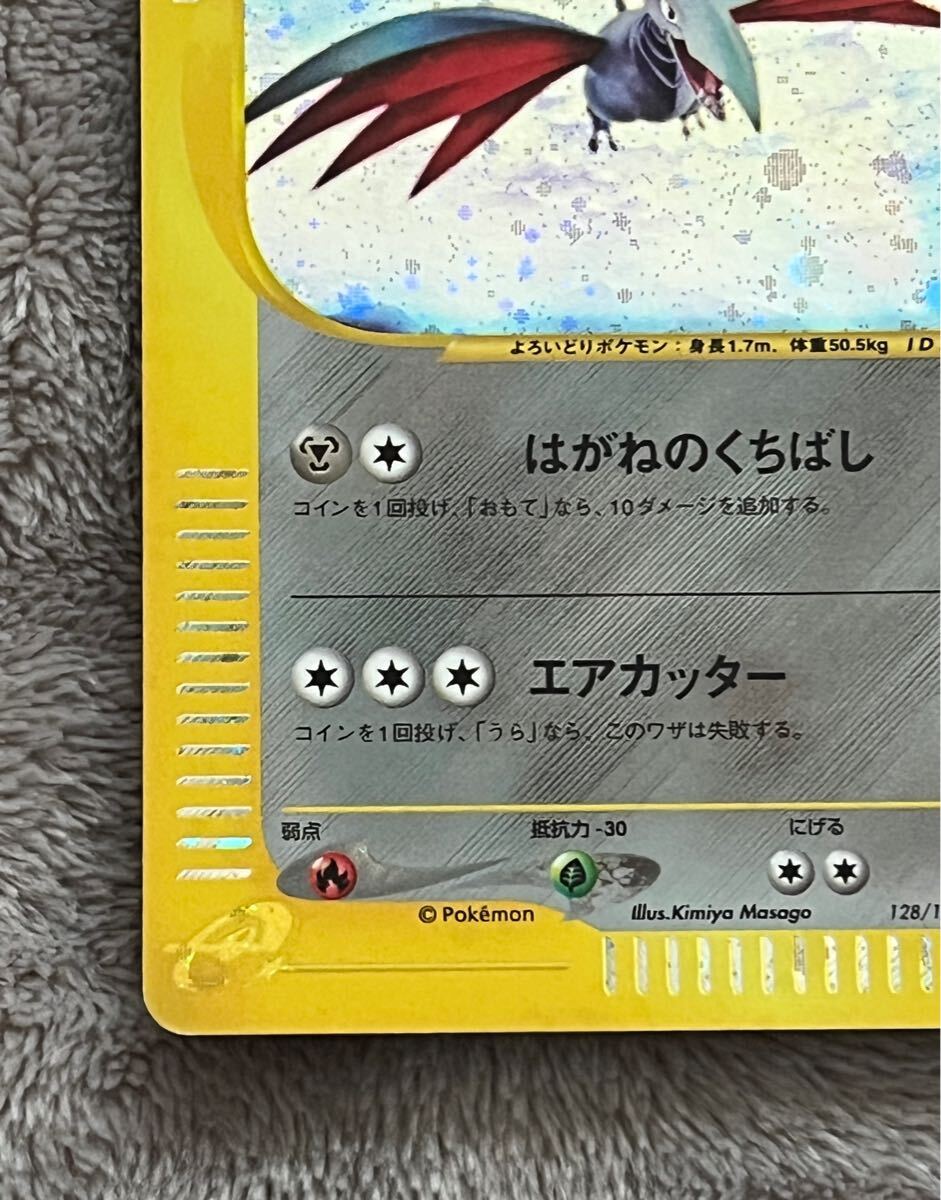 よろいどりポケモン：身長1.7m. 体重50.5kg ID
はがねのくちばし
コインを1回投げ、「おもて」なら、10ダメージを追加する。
エアカッター
コインを1回投げ、「うら」なら、このワザは失敗する。
弱点 抵抗力 -30 にげる
© Pokémon Illus.Kimiya Masago 128/1